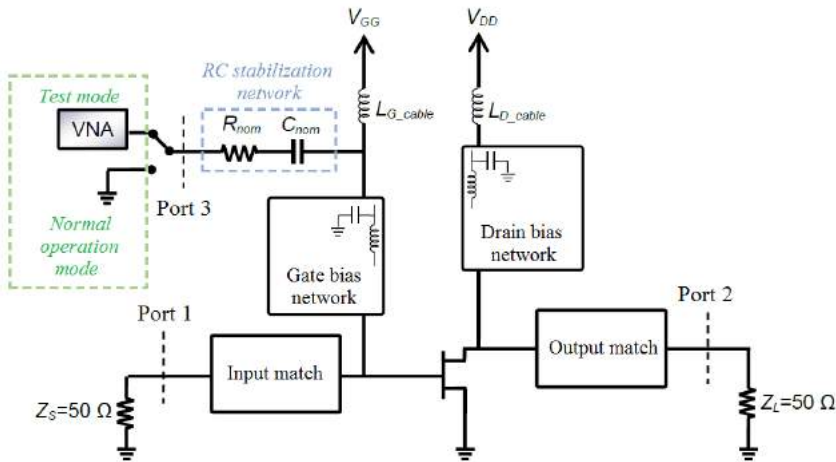 V_GG
V_DD
RC stabilization
network
Test mode
VNA
R_nom
C_nom
L_G_cable
L_D_cable
Port 3
Normal
operation
mode
Gate bias
network
Drain bias
network
Port 1
Port 2
Input match
Output match
Z_S=50 Ω
Z_L=50 Ω